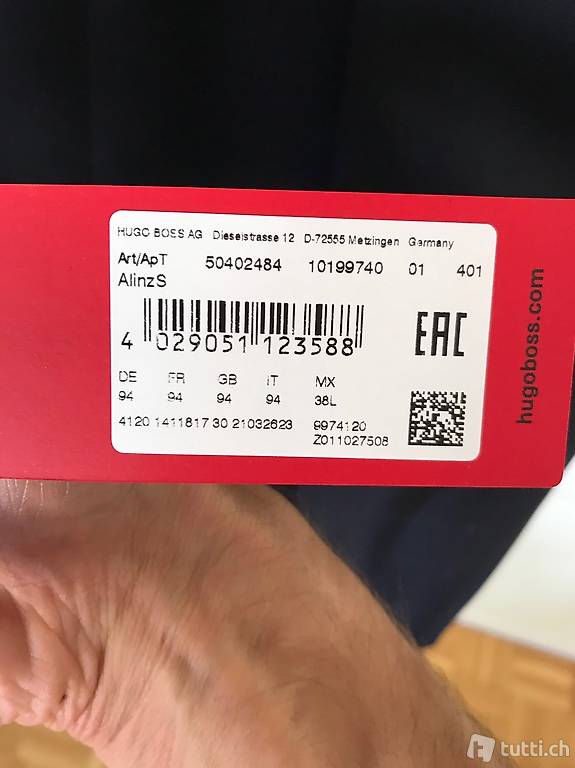 HUGO BOSS AG Dieselstrasse 12 D-72555 Metzingen Germany
Art/ApT 50402484 10199740 01 401
AlinzS
4 029051 123588
EAC
DE FR GB IT MX
94 94 94 94 38L
4120 1411817 30 21032623 9974120
Z011027508
hugoboss.com
tutti.ch